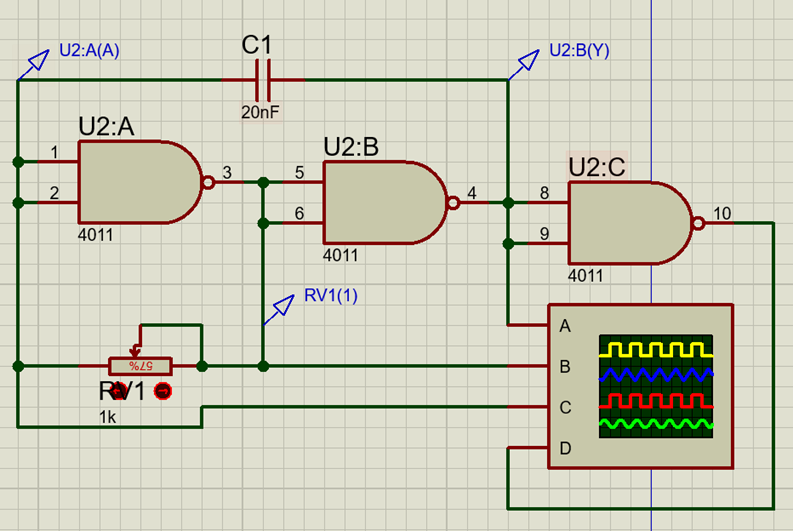 U2:A(A)
C1
20nF
U2:B(Y)
U2:A
1
2
3
4011
U2:B
5
6
4
4011
U2:C
8
9
10
4011
RV1(1)
57%
RV1
1k
A
B
C
D